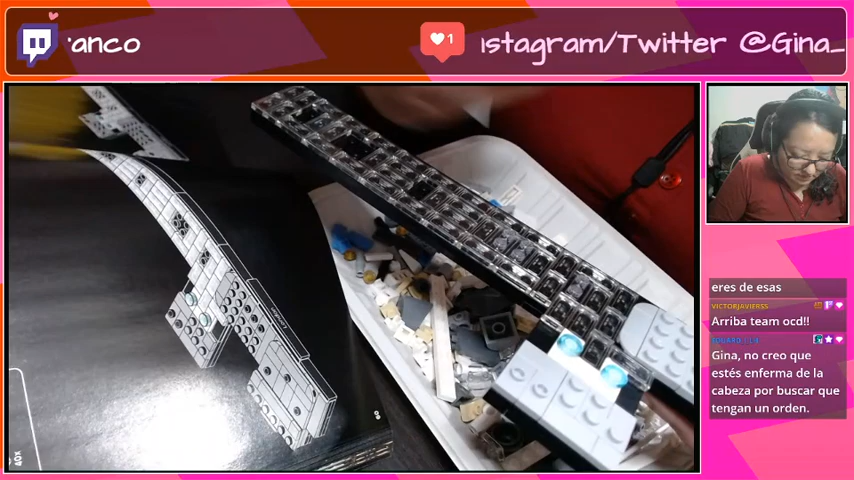 'anco
1
ıstagram/Twitter @Gina_
40x
eres de esas
VICTORJAVIERSS
Arriba team ocd!!
Gina, no creo que
estés enferma de la
cabeza por buscar que
tengan un orden.